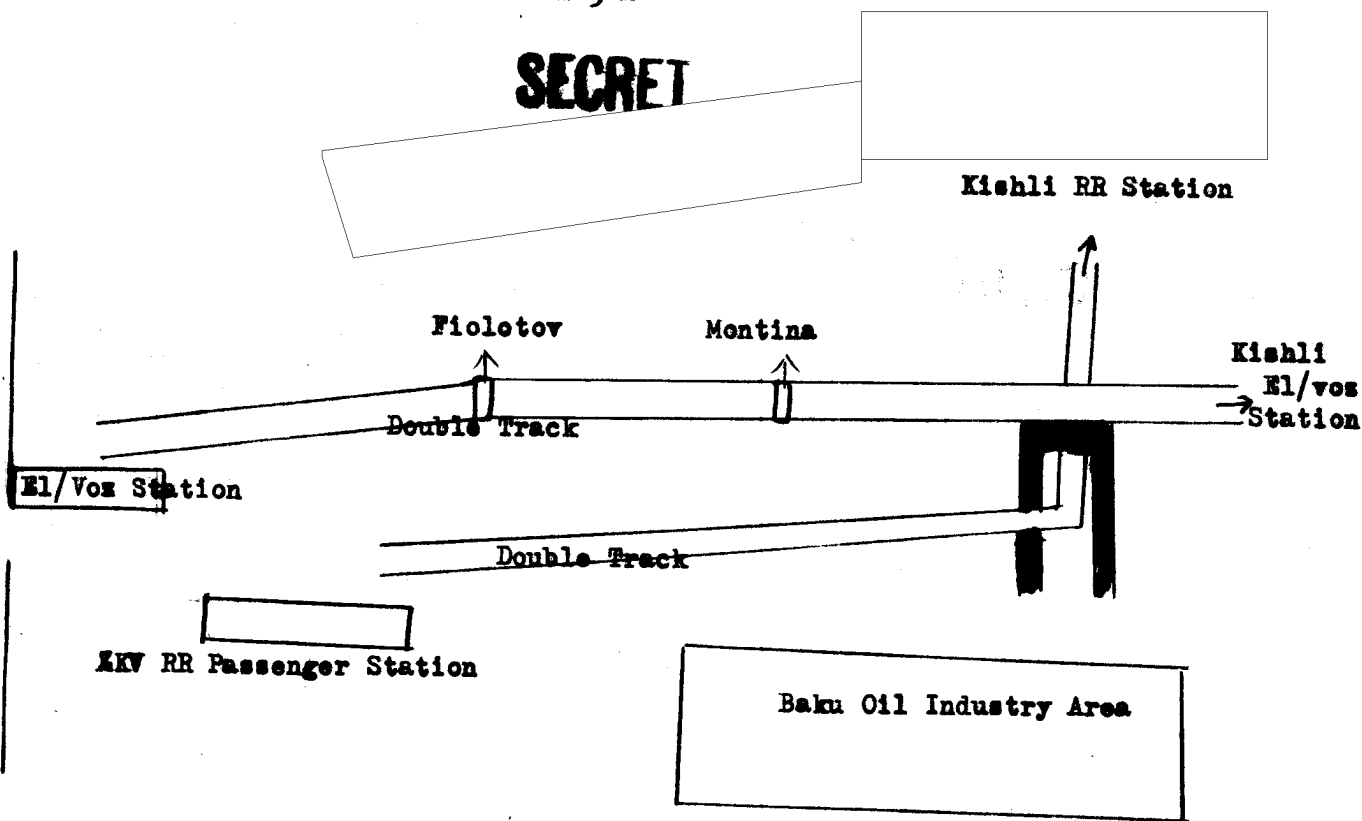 SECRET
Kishli RR Station
Fiolotov
Montina
Kishli
El/vos
Station
Double Track
El/Voz Station
Double Track
ZKV RR Passenger Station
Baku Oil Industry Area